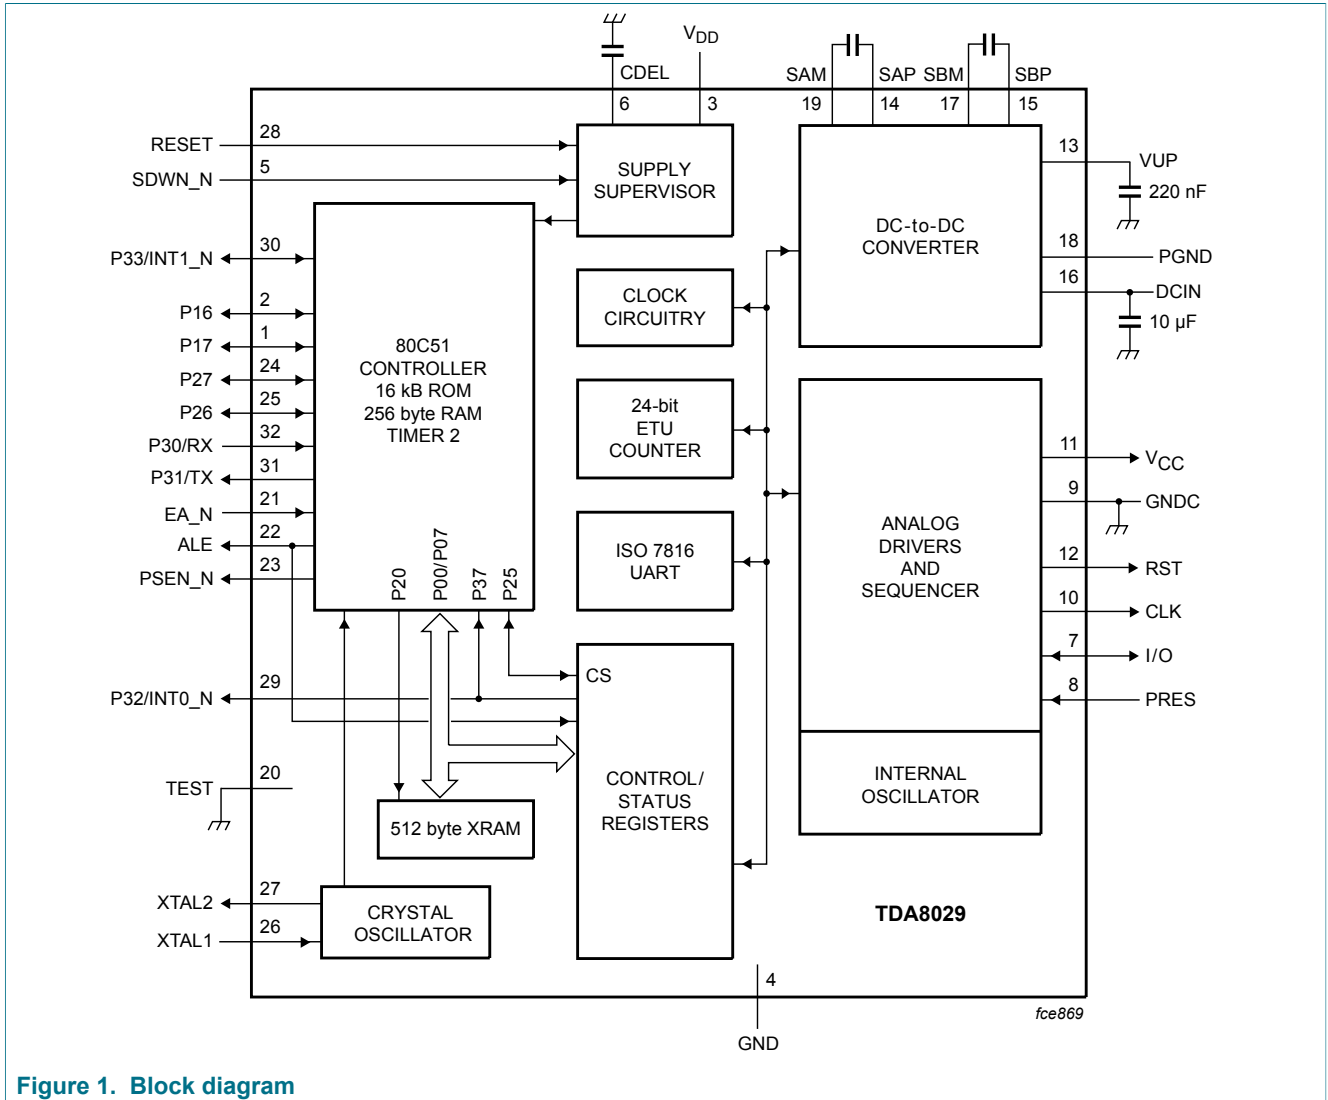 VDD
CDEL
SAM
SAP
SBM
SBP
6
3
19
14
17
15
RESET
28
SDWN_N
5
SUPPLY
SUPERVISOR
13
VUP
220 nF
DC-to-DC
CONVERTER
18
PGND
16
DCIN
10 µF
P33/INT1_N
30
P16
2
P17
1
P27
24
P26
25
P30/RX
32
P31/TX
31
EA_N
21
ALE
22
PSEN_N
23
80C51
CONTROLLER
16 kB ROM
256 byte RAM
TIMER 2
P20
P00/P07
P37
P25
CLOCK
CIRCUITRY
24-bit
ETU
COUNTER
ISO 7816
UART
ANALOG
DRIVERS
AND
SEQUENCER
11
VCC
9
GNDC
12
RST
10
CLK
7
I/O
8
PRES
P32/INT0_N
29
CS
CONTROL/
STATUS
REGISTERS
INTERNAL
OSCILLATOR
TEST
20
512 byte XRAM
XTAL2
27
XTAL1
26
CRYSTAL
OSCILLATOR
TDA8029
4
GND
fce869
Figure 1. Block diagram